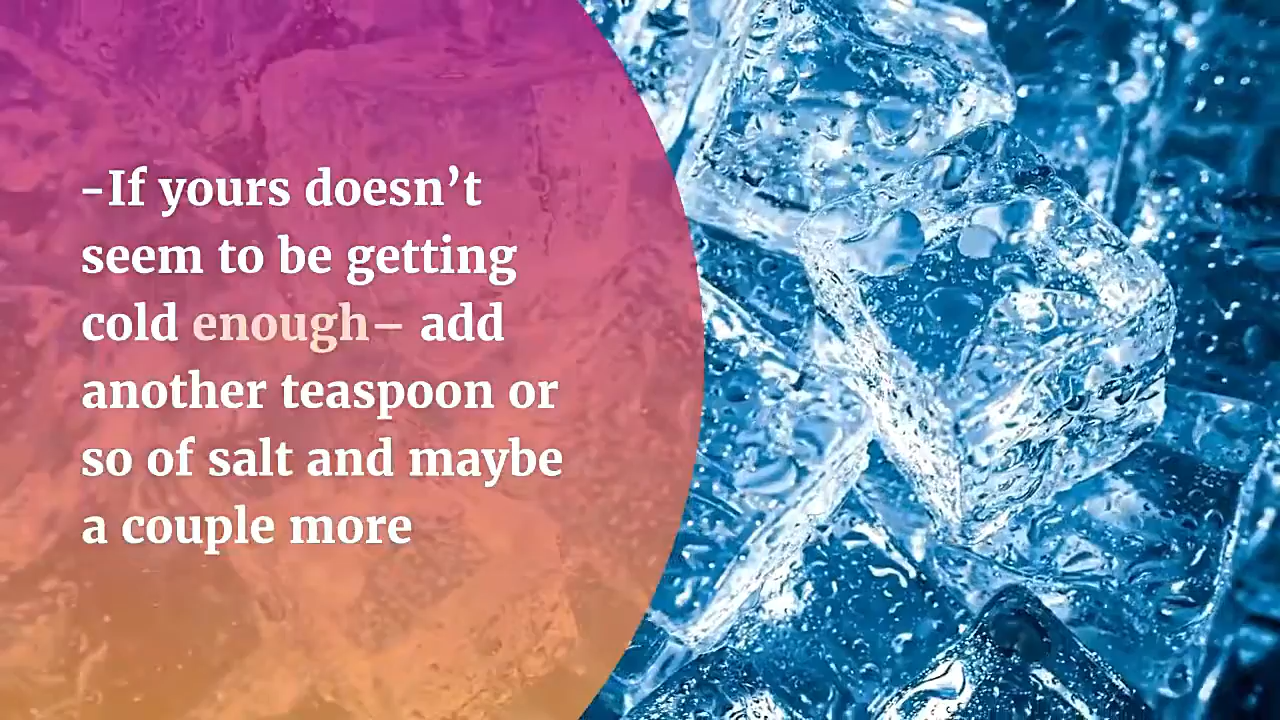 -If yours doesn’t
seem to be getting
cold enough– add
another teaspoon or
so of salt and maybe
a couple more